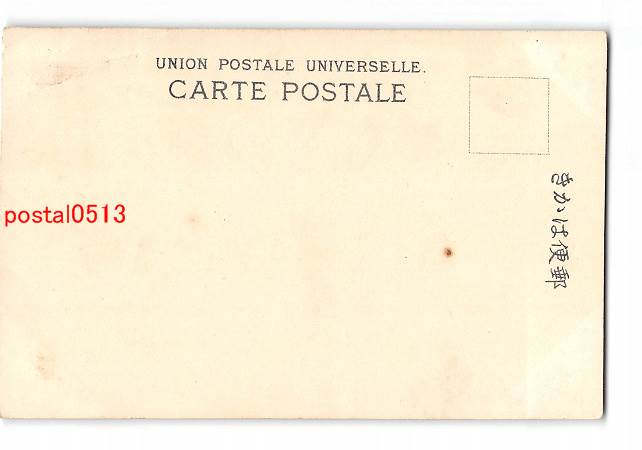 UNION POSTALE UNIVERSELLE.
CARTE POSTALE
きかは便郵
postal0513